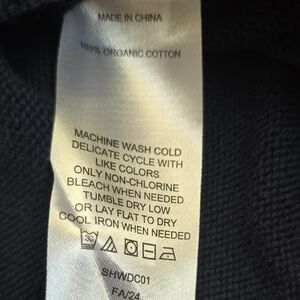 MADE IN CHINA
100% ORGANIC COTTON
MACHINE WASH COLD
DELICATE CYCLE WITH
LIKE COLORS
ONLY NON-CHLORINE
BLEACH WHEN NEEDED
TUMBLE DRY LOW
OR LAY FLAT TO DRY
COOL IRON WHEN NEEDED
SHWDC01
FA/24